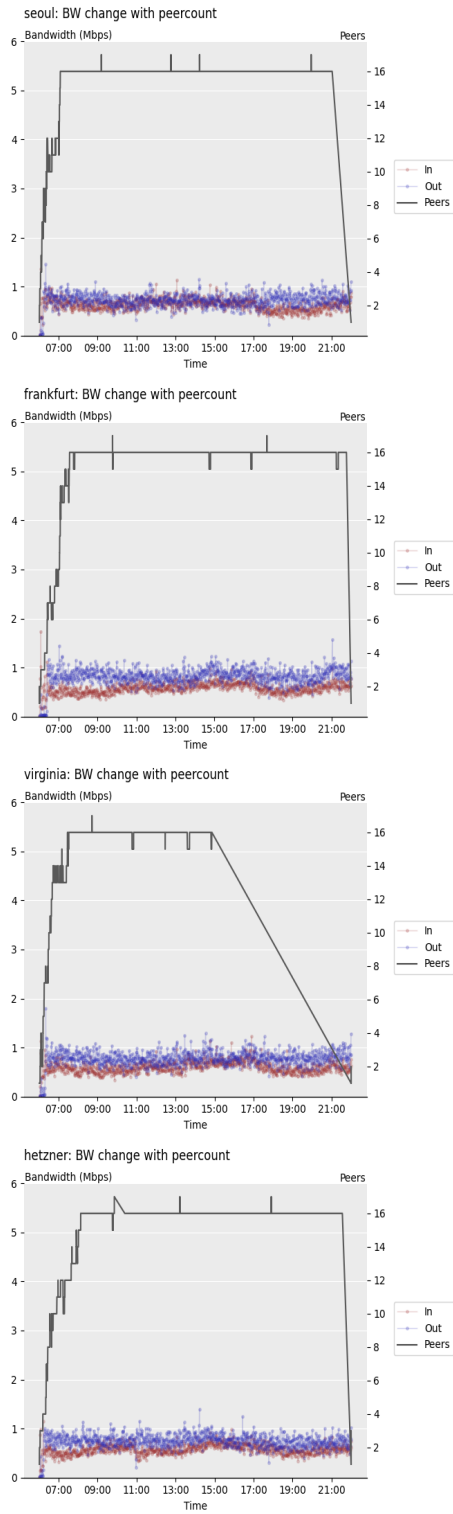 seoul: BW change with peercount
Bandwidth (Mbps) Peers
6
5
4
3
2
1
0
16
14
12
10
8
6
4
2
07:00 09:00 11:00 13:00 15:00 17:00 19:00 21:00
Time
In
Out
Peers
frankfurt: BW change with peercount
Bandwidth (Mbps) Peers
6
5
4
3
2
1
0
16
14
12
10
8
6
4
2
07:00 09:00 11:00 13:00 15:00 17:00 19:00 21:00
Time
In
Out
Peers
virginia: BW change with peercount
Bandwidth (Mbps) Peers
6
5
4
3
2
1
0
16
14
12
10
8
6
4
2
07:00 09:00 11:00 13:00 15:00 17:00 19:00 21:00
Time
In
Out
Peers
hetzner: BW change with peercount
Bandwidth (Mbps) Peers
6
5
4
3
2
1
0
16
14
12
10
8
6
4
2
07:00 09:00 11:00 13:00 15:00 17:00 19:00 21:00
Time
In
Out
Peers